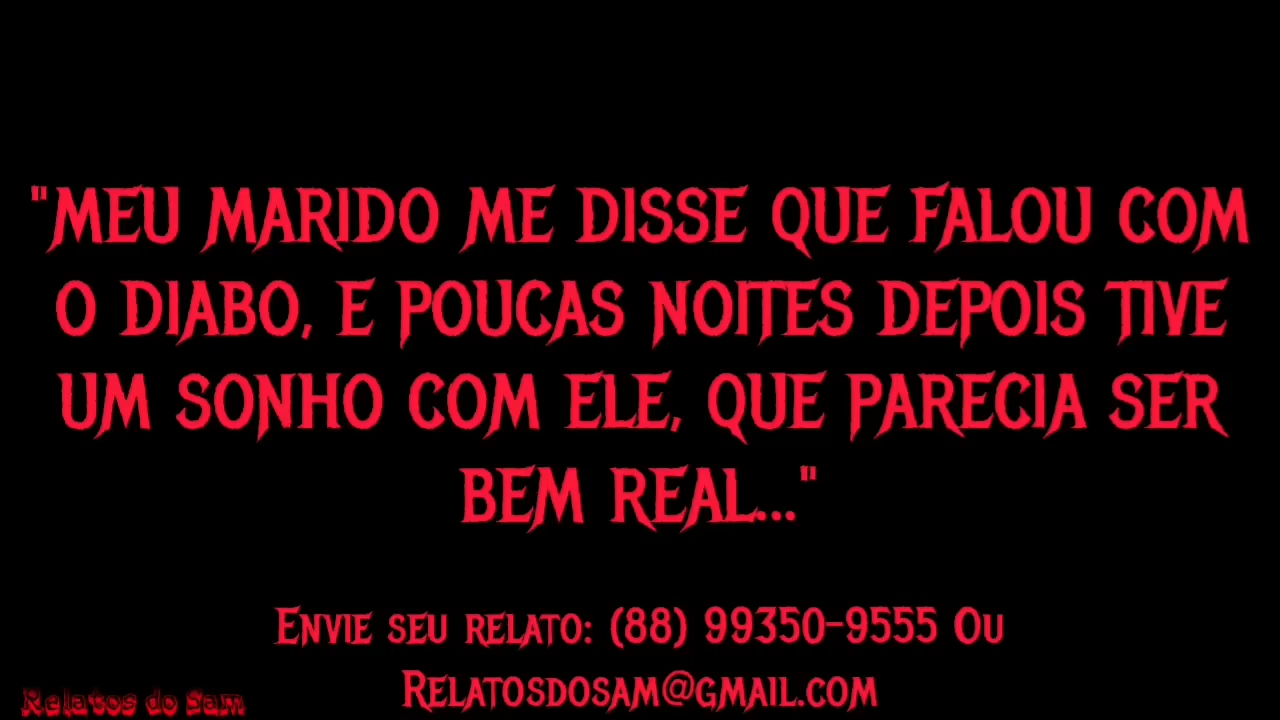 "MEU MARIDO ME DISSE QUE FALOU COM
O DIABO, E POUCAS NOITES DEPOIS TIVE
UM SONHO COM ELE, QUE PARECIA SER
BEM REAL..."
ENVIE SEU RELATO: (88) 99350-9555 OU
RELATOSDOSAM@GMAIL.COM
Relatos do Sam